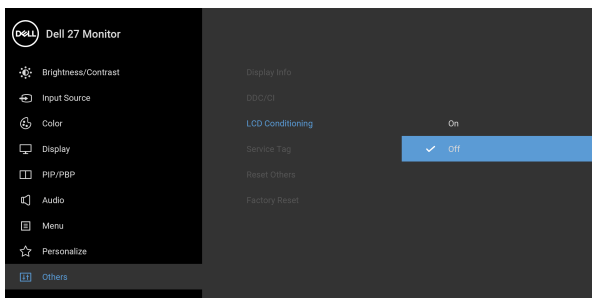 DELL Dell 27 Monitor
Brightness/Contrast
Input Source
Color
Display
PIP/PBP
Audio
Menu
Personalize
Others
Display Info
DDC/CI
LCD Conditioning
Service Tag
Reset Others
Factory Reset
On
Off